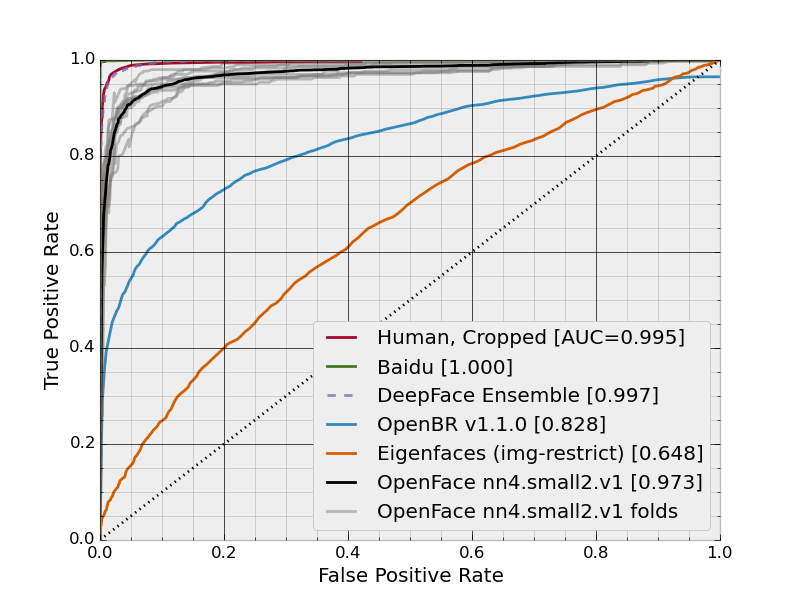 1.0
0.8
0.6
0.4
0.2
0.0
True Positive Rate
Human, Cropped [AUC=0.995]
Baidu [1.000]
DeepFace Ensemble [0.997]
OpenBR v1.1.0 [0.828]
Eigenfaces (img-restrict) [0.648]
OpenFace nn4.small2.v1 [0.973]
OpenFace nn4.small2.v1 folds
0.0 0.2 0.4 0.6 0.8 1.0
False Positive Rate